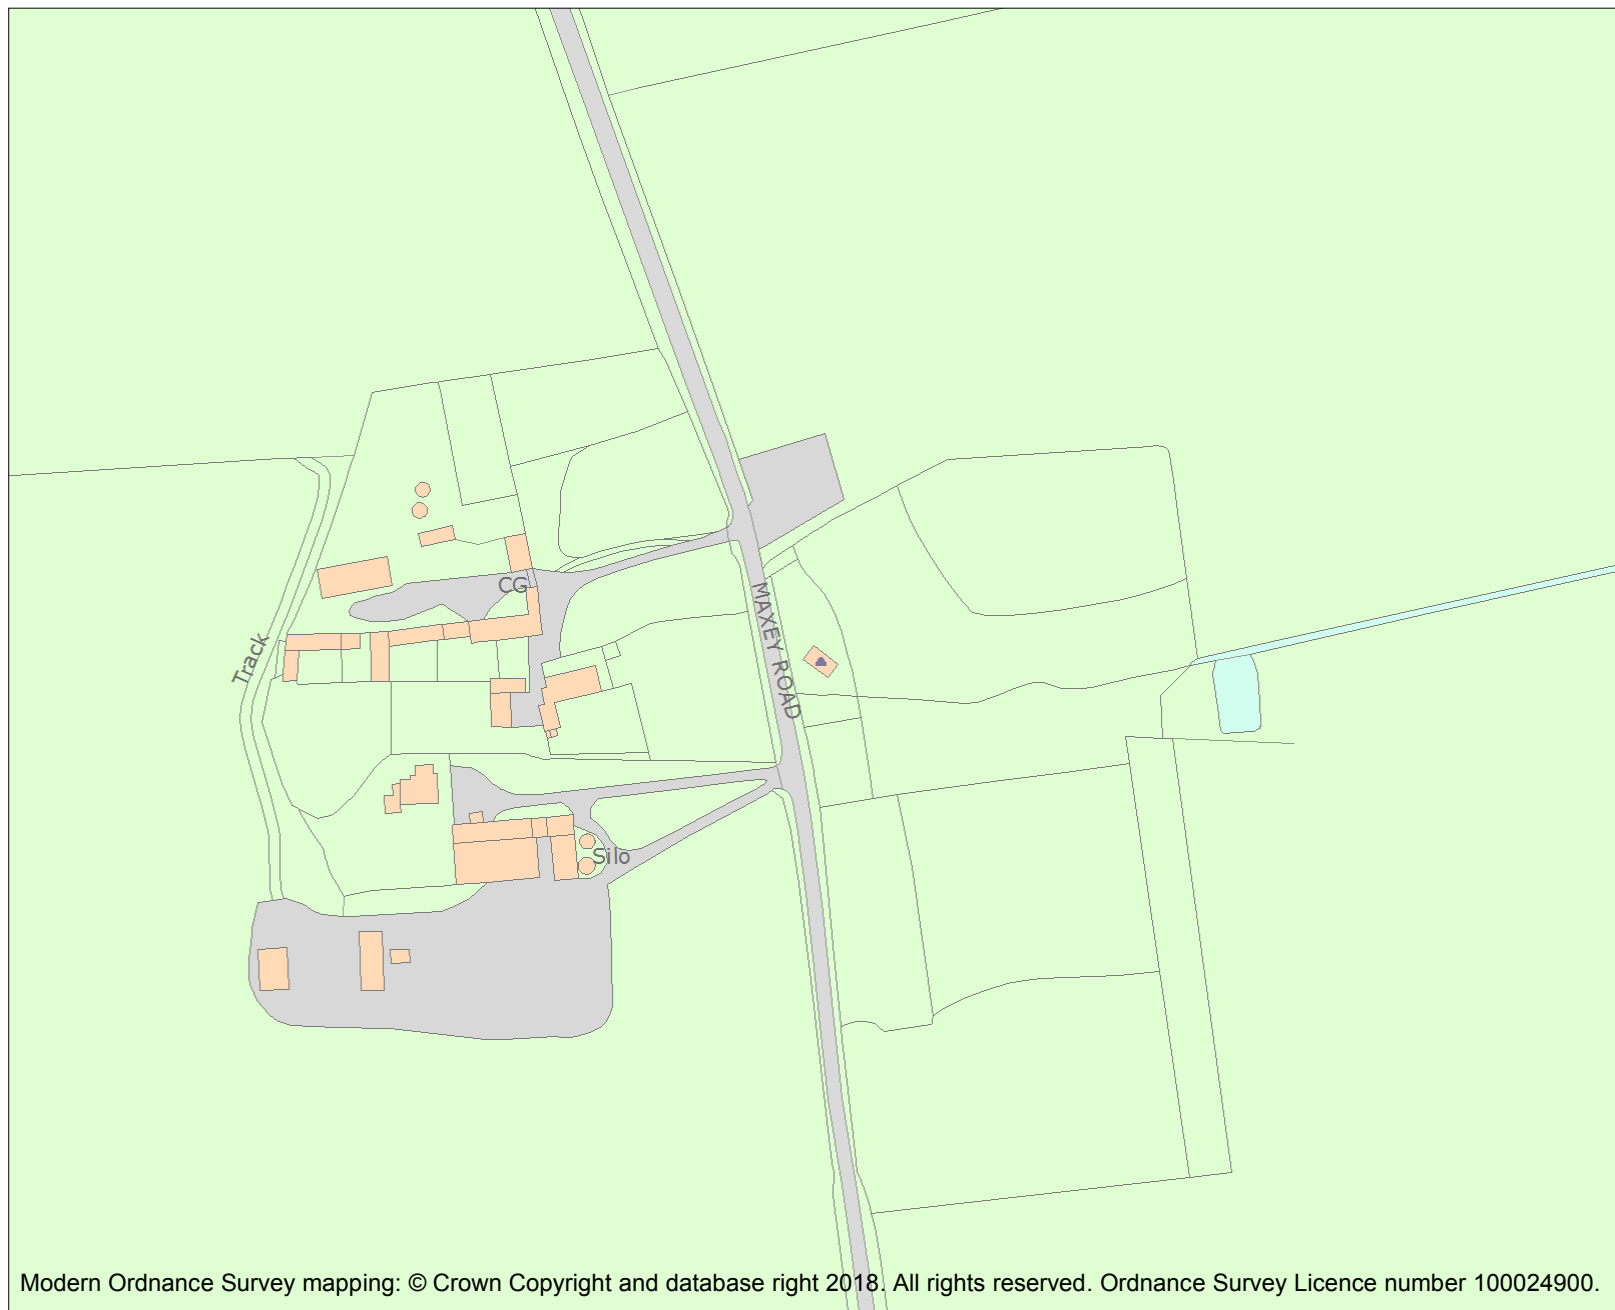 CG
MAXEY ROAD
Track
Silo
Modern Ordnance Survey mapping: © Crown Copyright and database right 2018. All rights reserved. Ordnance Survey Licence number 100024900.